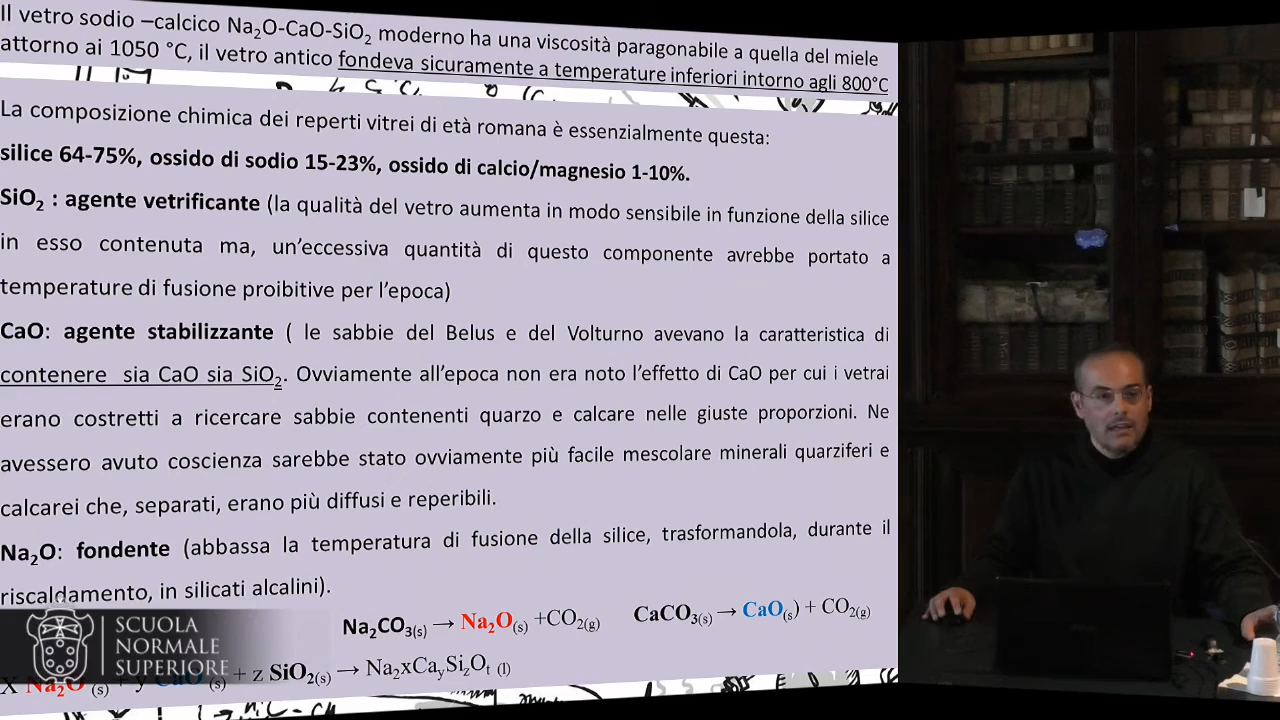 Il vetro sodio –calcico Na₂O-CaO-SiO₂ moderno ha una viscosità paragonabile a quella del miele
attorno ai 1050 °C, il vetro antico fondeva sicuramente a temperature inferiori intorno agli 800°C
La composizione chimica dei reperti vitrei di età romana è essenzialmente questa:
silice 64-75%, ossido di sodio 15-23%, ossido di calcio/magnesio 1-10%.
SiO₂ : agente vetrificante (la qualità del vetro aumenta in modo sensibile in funzione della silice
in esso contenuta ma, un’eccessiva quantità di questo componente avrebbe portato a
temperature di fusione proibitive per l’epoca)
CaO: agente stabilizzante ( le sabbie del Belus e del Volturno avevano la caratteristica di
contenere sia CaO sia SiO₂. Ovviamente all’epoca non era noto l’effetto di CaO per cui i vetrai
erano costretti a ricercare sabbie contenenti quarzo e calcare nelle giuste proporzioni. Ne
avessero avuto coscienza sarebbe stato ovviamente più facile mescolare minerali quarziferi e
calcarei che, separati, erano più diffusi e reperibili.
Na₂O: fondente (abbassa la temperatura di fusione della silice, trasformandola, durante il
riscaldamento, in silicati alcalini).
Na₂CO₃(s) → Na₂O(s) +CO₂(g) CaCO₃(s) → CaO(s)) + CO₂(g)
x Na₂O (s) + y CaO (s) + z SiO₂(s) → Na₂xCaySizOt (l)
SCUOLA
NORMALE
SUPERIORE